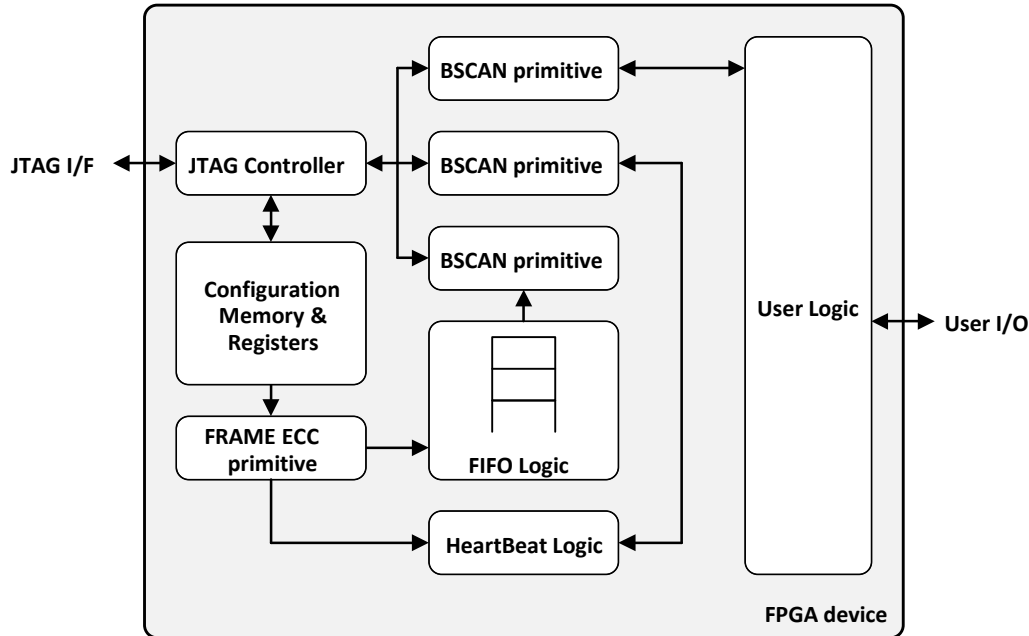 BSCAN primitive
JTAG I/F
JTAG Controller
BSCAN primitive
BSCAN primitive
Configuration
Memory &
Registers
User Logic
User I/O
FRAME ECC
primitive
FIFO Logic
HeartBeat Logic
FPGA device